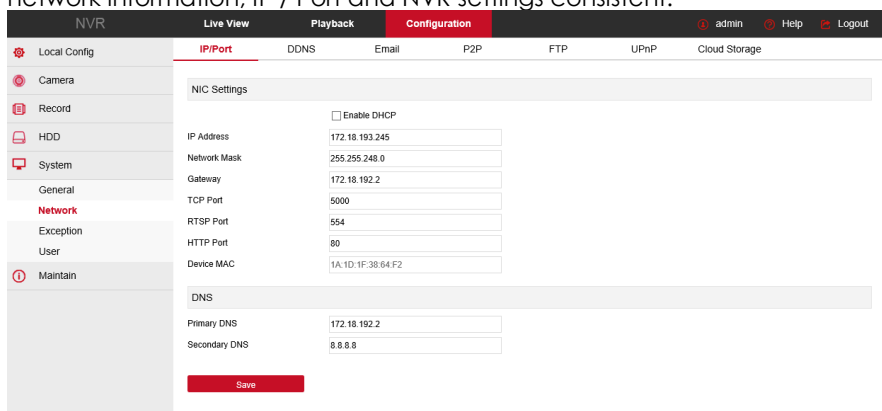 network information, IP / Port and NVR settings consistent.
NVR Live View Playback Configuration admin Help Logout
Local Config IP/Port DDNS Email P2P FTP UPnP Cloud Storage
Camera NIC Settings
Record Enable DHCP
HDD IP Address 172.18.193.245
System Network Mask 255.255.248.0
General Gateway 172.18.192.2
Network TCP Port 5000
Exception RTSP Port 554
User HTTP Port 80
Maintain Device MAC 1A:1D:1F:38:64:F2
DNS
Primary DNS 172.18.192.2
Secondary DNS 8.8.8.8
Save